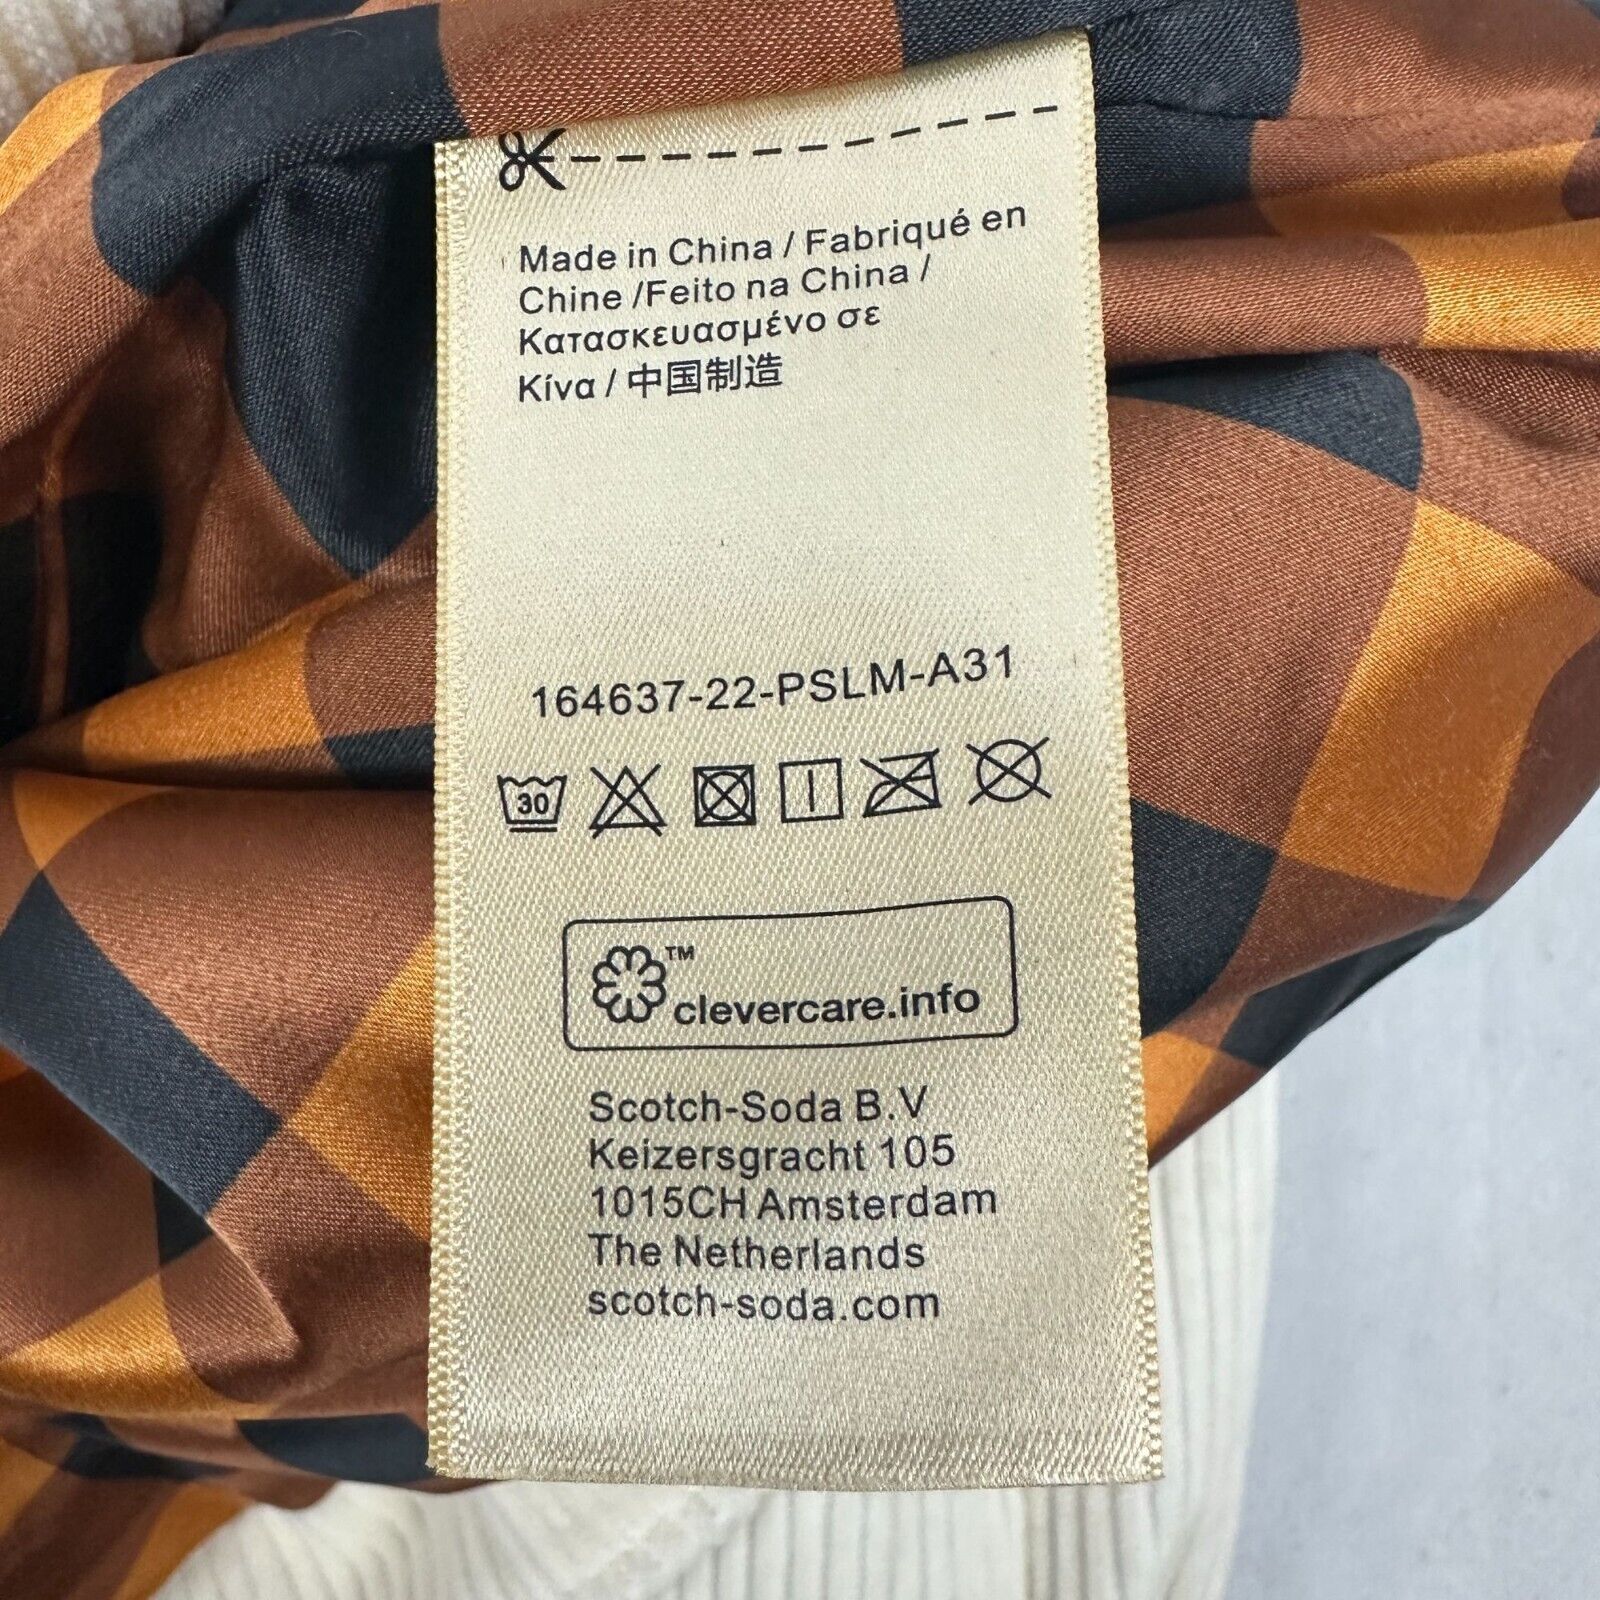 Made in China / Fabriqué en
Chine /Feito na China /
Κατασκευασμένο σε
Κίνα / 中国制造
164637-22-PSLM-A31
30
TM
clevercare.info
Scotch-Soda B.V
Keizersgracht 105
1015CH Amsterdam
The Netherlands
scotch-soda.com